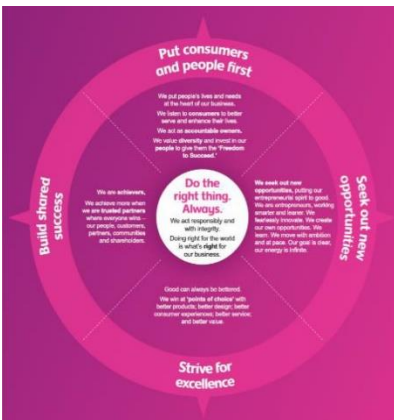 Put consumers
and people first
We put people's lives and needs
at the heart of our business.
We listen to consumers to better
serve and enhance their lives.
We act as accountable owners.
We value diversity and invest in our
people to give them the 'Freedom
to Succeed.'
Build shared
success
We are achievers.
We achieve more when
we are trusted partners
where everyone wins –
our people, customers,
partners, communities
and shareholders.
Do the
right thing.
Always.
We act responsibly and
with integrity.
Doing right for the world
is what's right for
our business.
We seek out new
opportunities, putting our
entrepreneurial spirit to good.
We are entrepreneurs, working
smarter and leaner. We
fearlessly innovate. We create
our own opportunities. We
learn. We move with ambition
and at pace. Our goal is clear,
our energy is infinite.
Seek out new
opportunities
Good can always be bettered.
We win at 'points of choice' with
better products; better design; better
consumer experiences; better service;
and better value.
Strive for
excellence